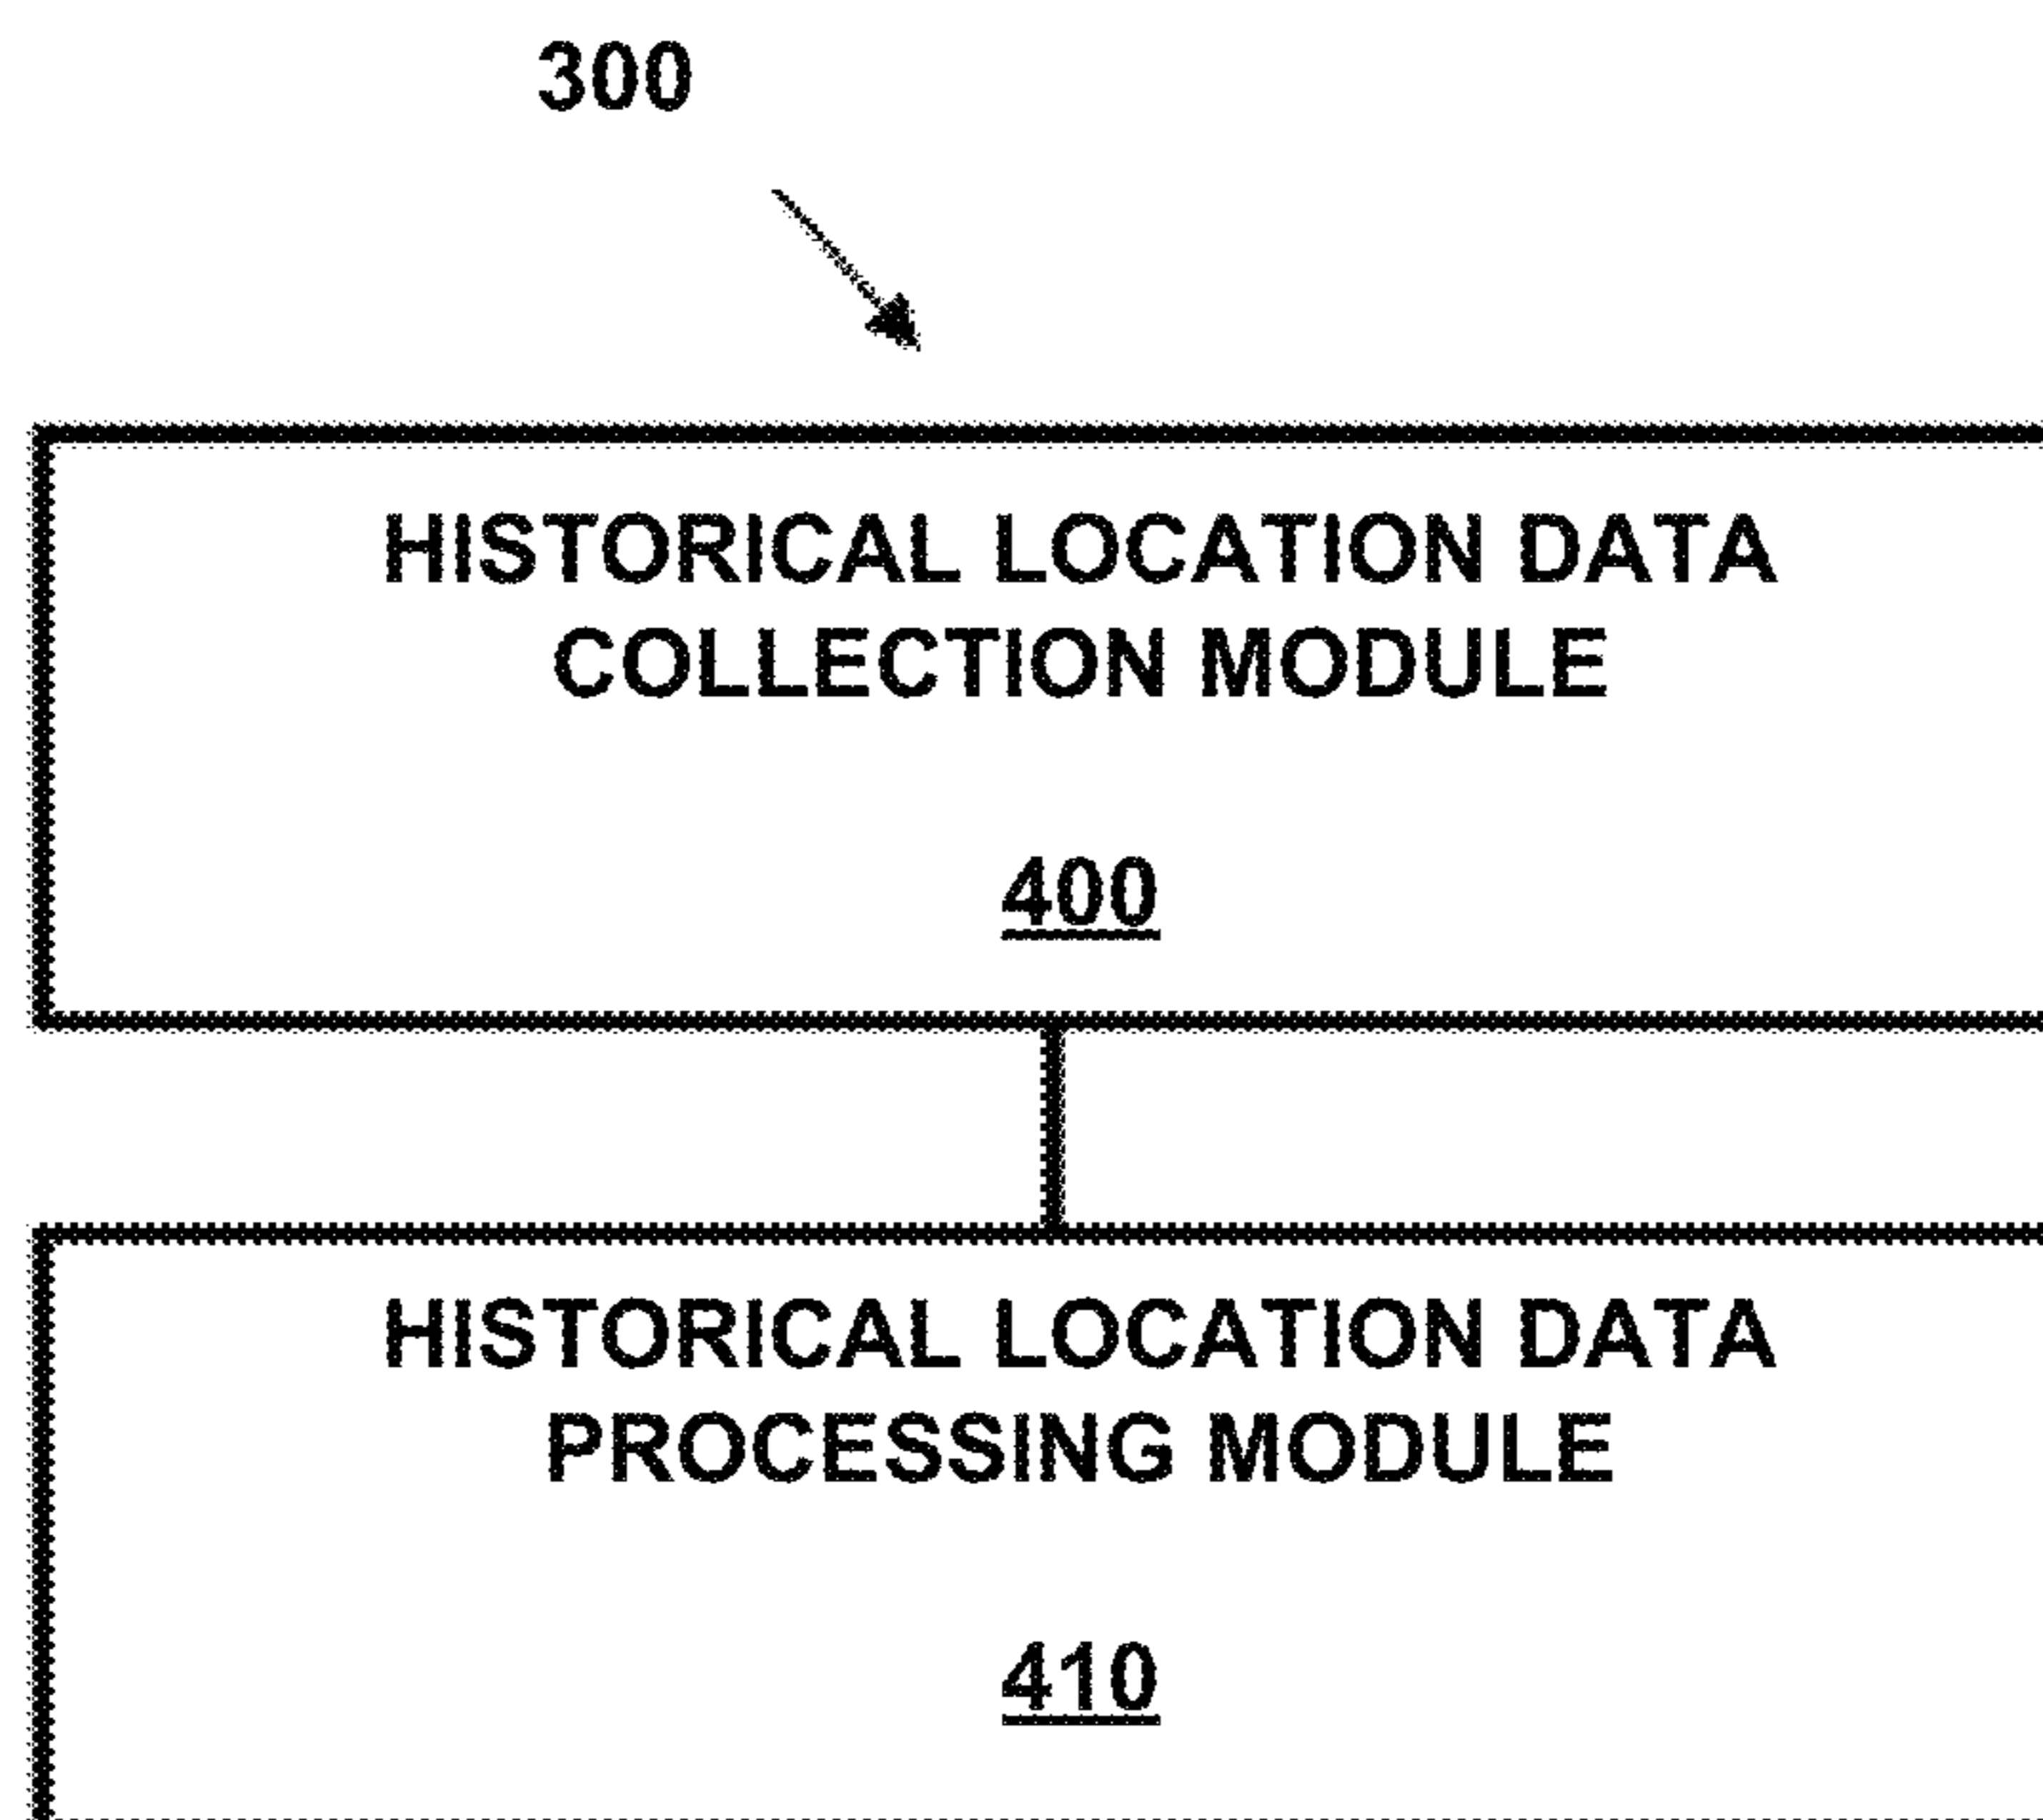 300
HISTORICAL LOCATION DATA
COLLECTION MODULE
400
HISTORICAL LOCATION DATA
PROCESSING MODULE
410